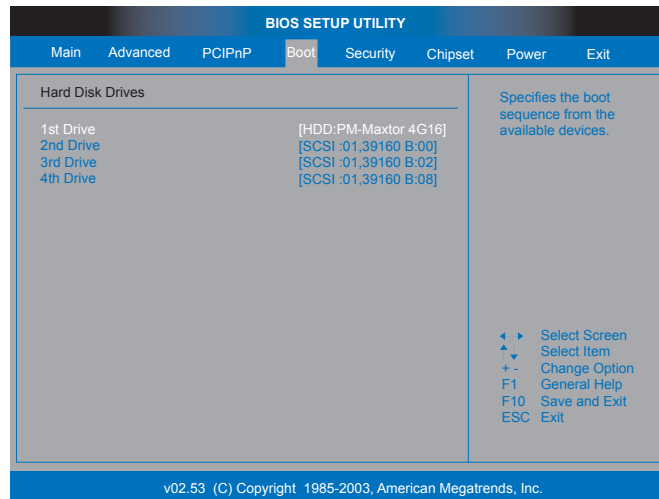 BIOS SETUP UTILITY
Main Advanced PCIPnP Boot Security Chipset Power Exit
Hard Disk Drives
1st Drive [HDD:PM-Maxtor 4G16]
2nd Drive [SCSI :01,39160 B:00]
3rd Drive [SCSI :01,39160 B:02]
4th Drive [SCSI :01,39160 B:08]
Specifies the boot
sequence from the
available devices.
Select Screen
Select Item
+ - Change Option
F1 General Help
F10 Save and Exit
ESC Exit
v02.53 (C) Copyright 1985-2003, American Megatrends, Inc.